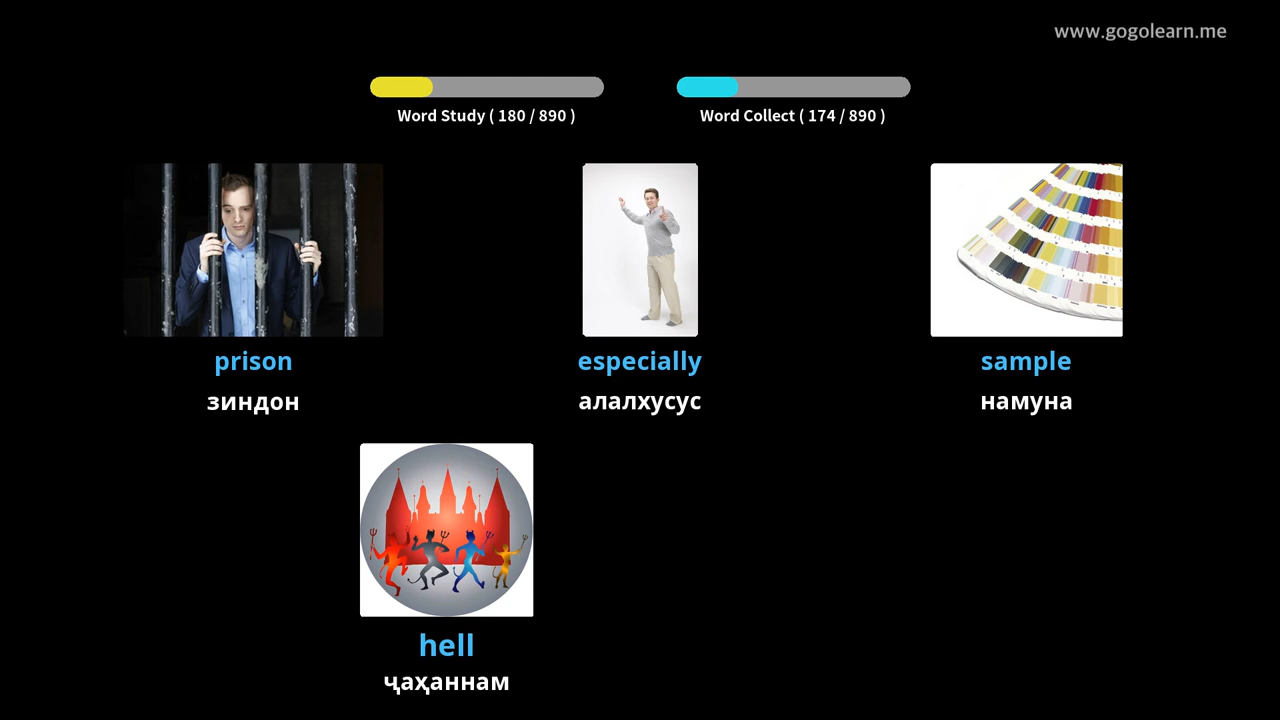 www.gogolearn.me
Word Study ( 180 / 890 )
Word Collect ( 174 / 890 )
prison
зиндон
especially
алалхусус
sample
намуна
hell
ҷаҳаннам